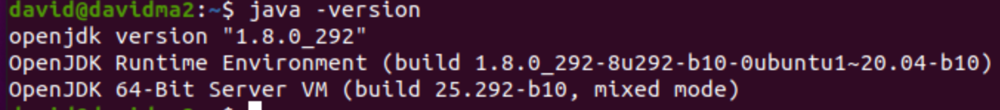 david@davidma2:~$ java -version
openjdk version "1.8.0_292"
OpenJDK Runtime Environment (build 1.8.0_292-8u292-b10-0ubuntu1~20.04-b10)
OpenJDK 64-Bit Server VM (build 25.292-b10, mixed mode)